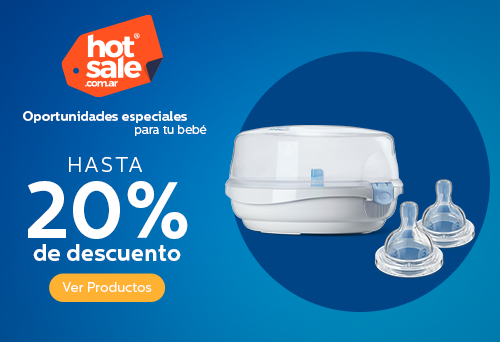 hot®
sale
.com.ar
Oportunidades especiales
para tu bebé
HASTA
20%
de descuento
Ver Productos